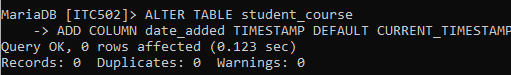 MariaDB [ITC502]> ALTER TABLE student_course
-> ADD COLUMN date_added TIMESTAMP DEFAULT CURRENT_TIMESTAMP
Query OK, 0 rows affected (0.123 sec)
Records: 0 Duplicates: 0 Warnings: 0